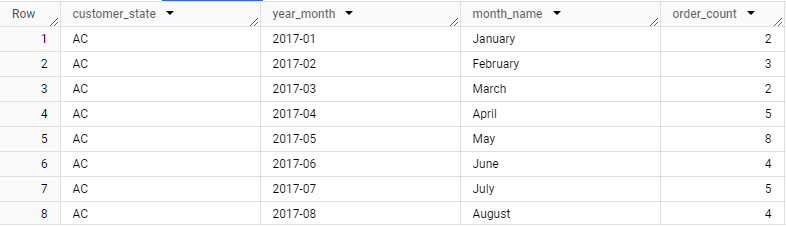 Row customer_state year_month month_name order_count
1 AC 2017-01 January 2
2 AC 2017-02 February 3
3 AC 2017-03 March 2
4 AC 2017-04 April 5
5 AC 2017-05 May 8
6 AC 2017-06 June 4
7 AC 2017-07 July 5
8 AC 2017-08 August 4